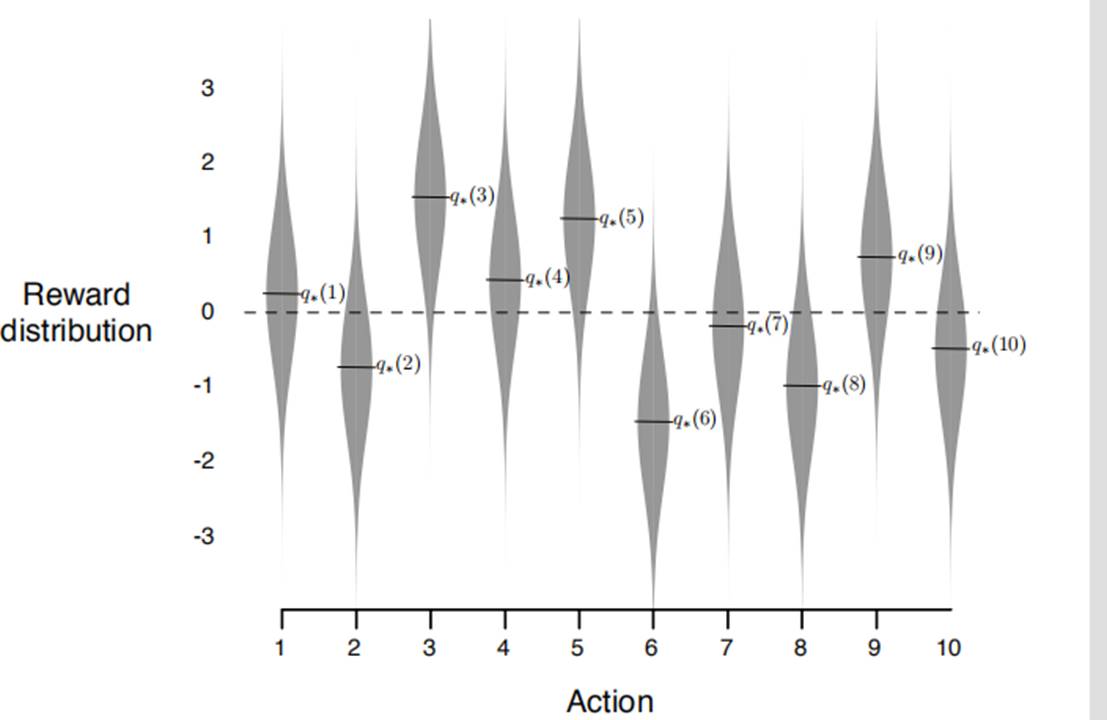 3
2
1
0
-1
-2
-3
Reward
distribution
q*(1)
q*(2)
q*(3)
q*(4)
q*(5)
q*(6)
q*(7)
q*(8)
q*(9)
q*(10)
1 2 3 4 5 6 7 8 9 10
Action